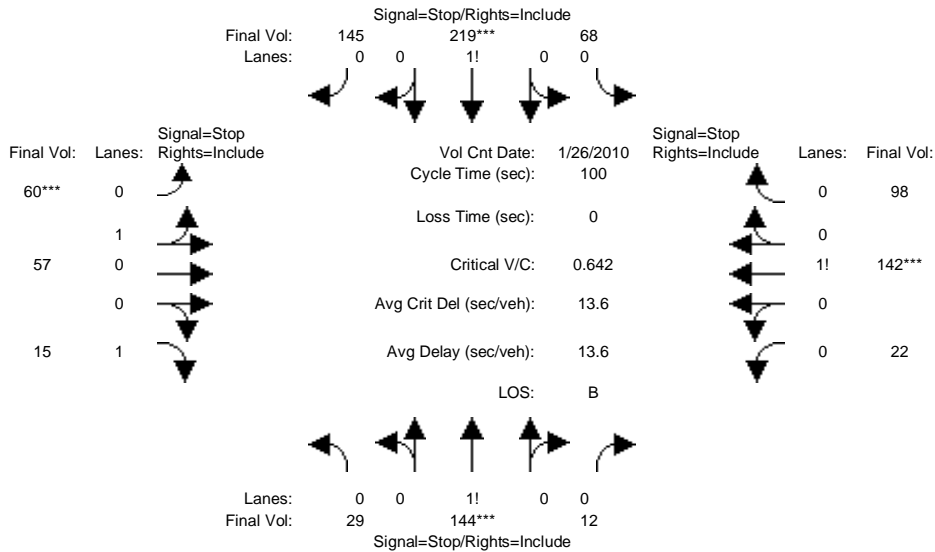 Signal=Stop/Rights=Include
Final Vol: 145 219*** 68
Lanes: 0 0 1! 0 0
Signal=Stop
Final Vol: Lanes: Rights=Include
60*** 0
1
57 0
0
15 1
Vol Cnt Date: 1/26/2010
Cycle Time (sec): 100
Loss Time (sec): 0
Critical V/C: 0.642
Avg Crit Del (sec/veh): 13.6
Avg Delay (sec/veh): 13.6
LOS: B
Signal=Stop
Rights=Include Lanes: Final Vol:
0 98
0
1! 142***
0
0 22
Lanes: 0 0 1! 0 0
Final Vol: 29 144*** 12
Signal=Stop/Rights=Include